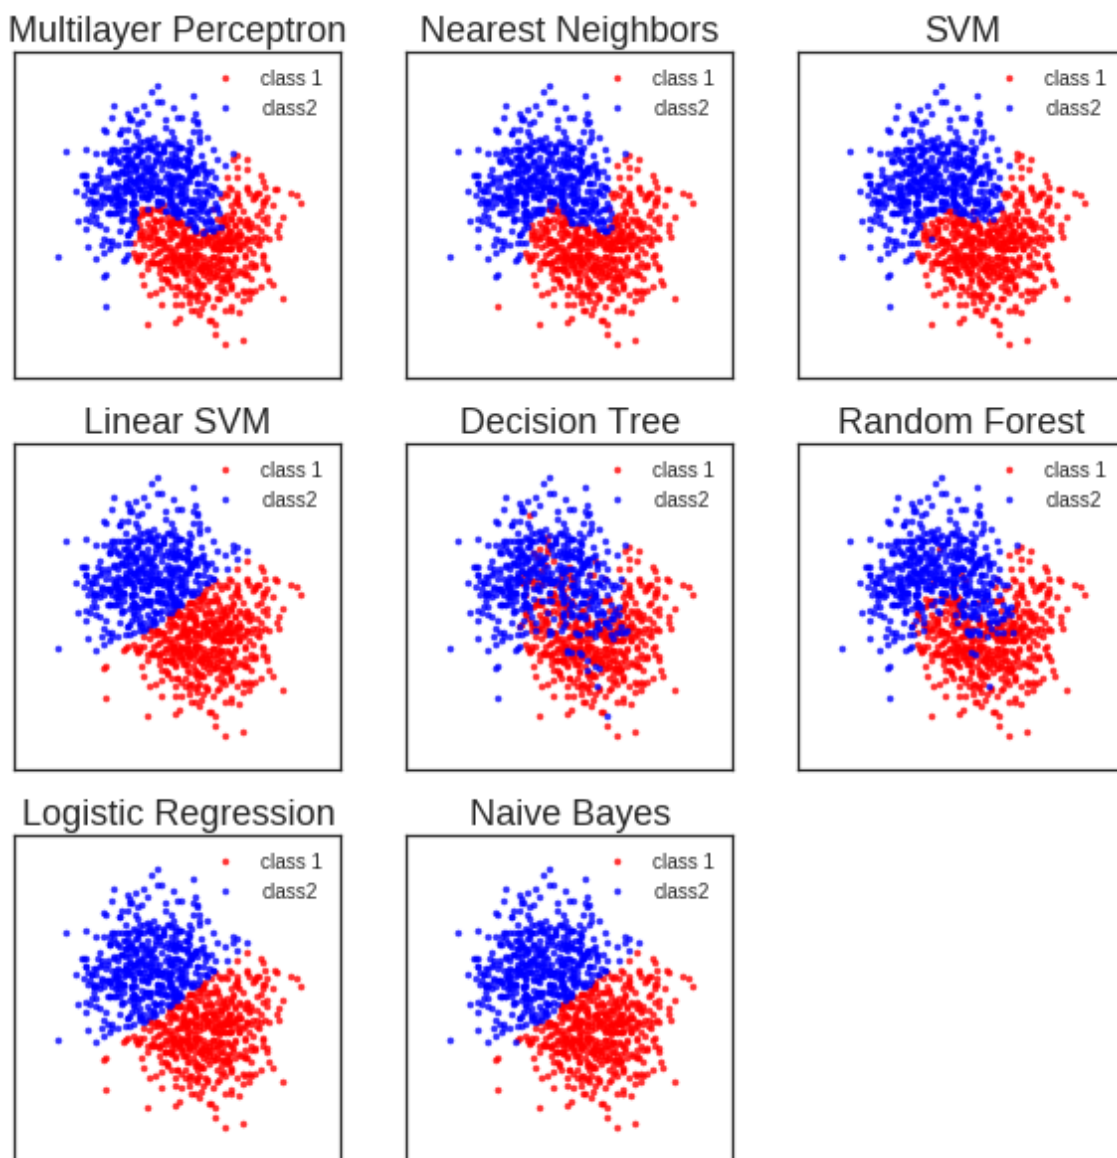 Multilayer Perceptron
class 1
class2
Nearest Neighbors
class 1
class2
SVM
class 1
class2
Linear SVM
class 1
class2
Decision Tree
class 1
class2
Random Forest
class 1
class2
Logistic Regression
class 1
class2
Naive Bayes
class 1
class2